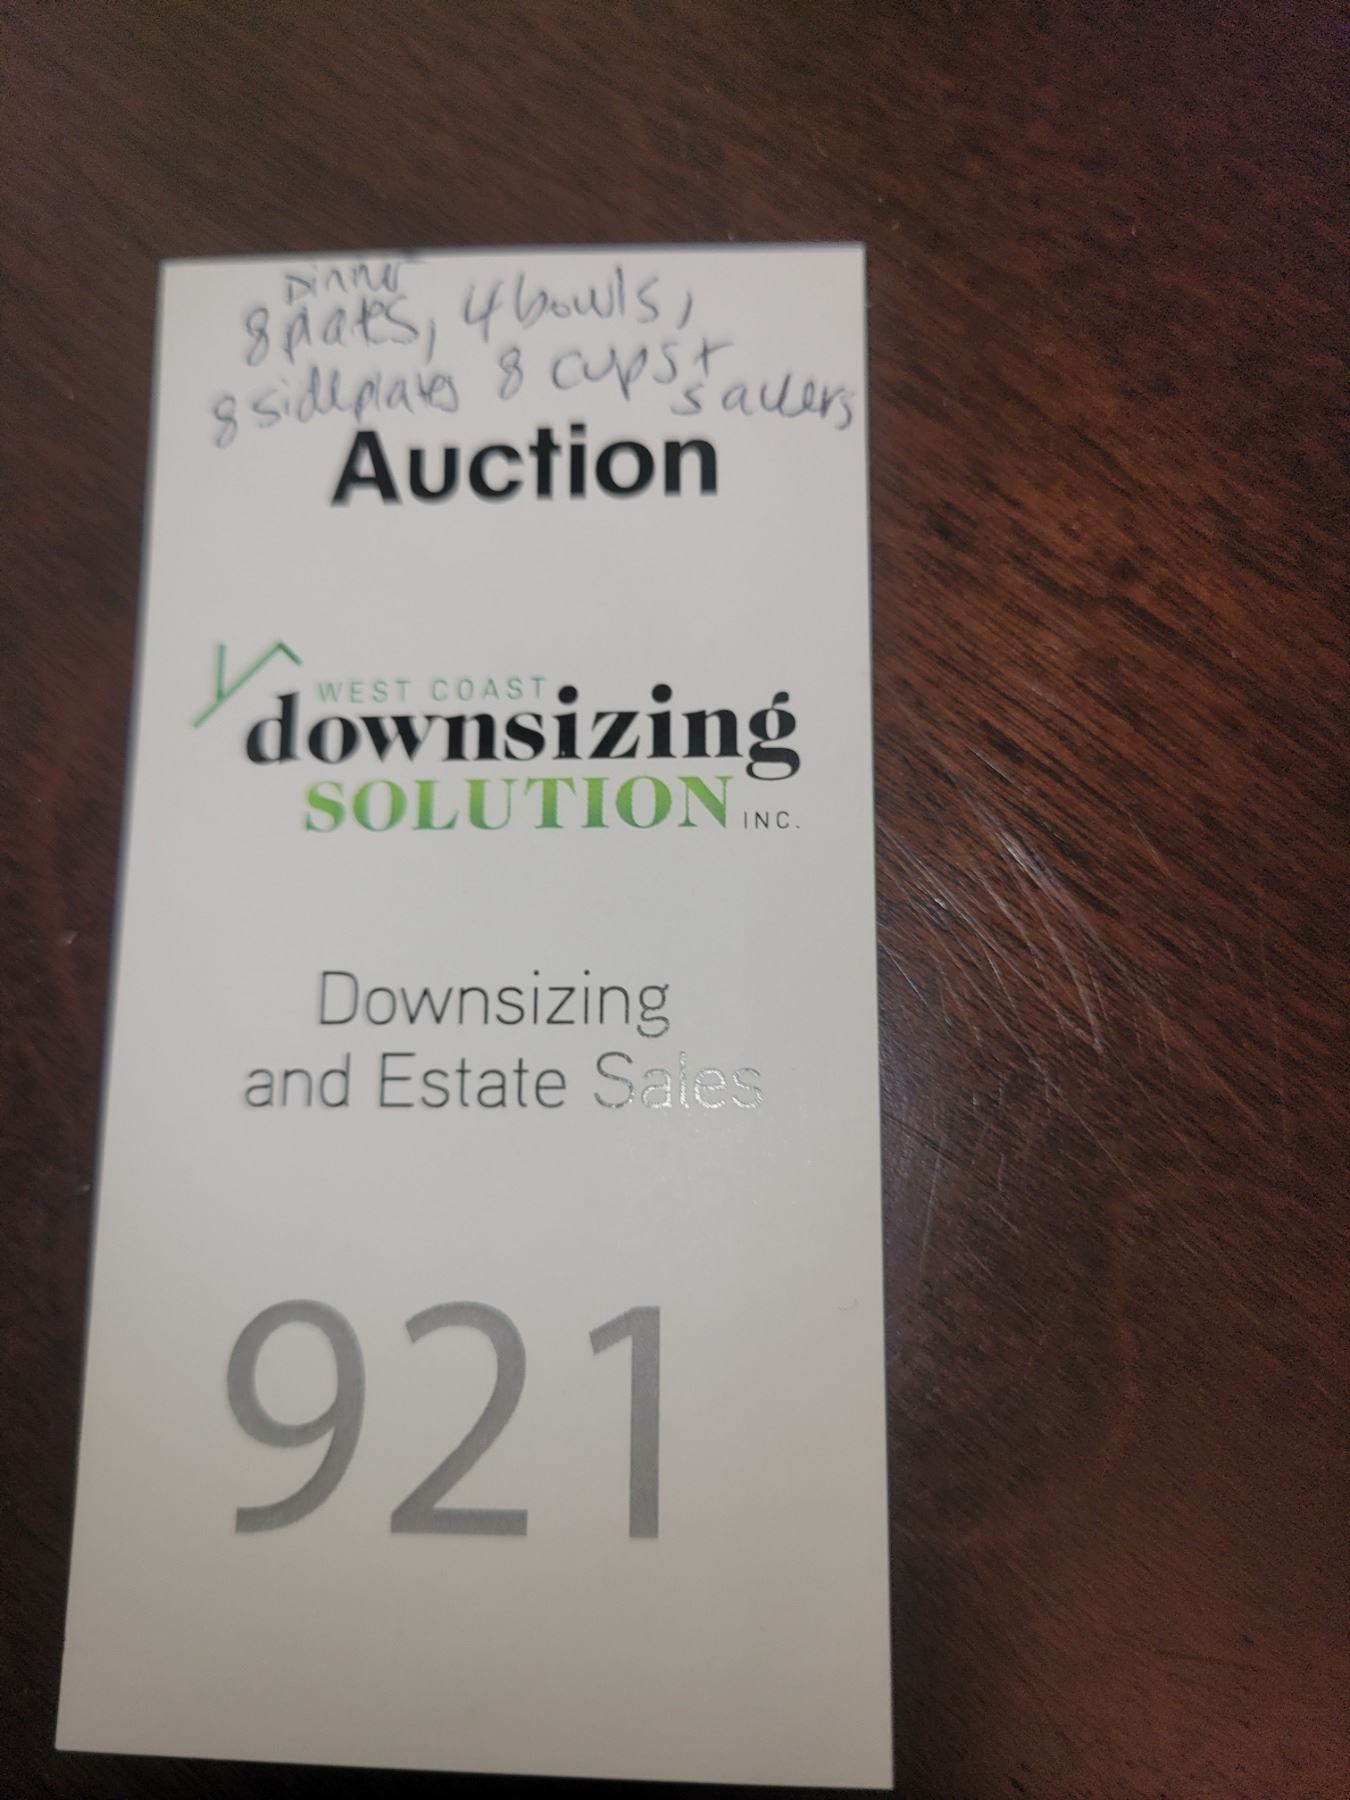 Dinner
8 plates, 4 bowls,
8 sideplates 8 cups +
saucers
Auction
WEST COAST
downsizing
SOLUTION INC.
Downsizing
and Estate Sales
921